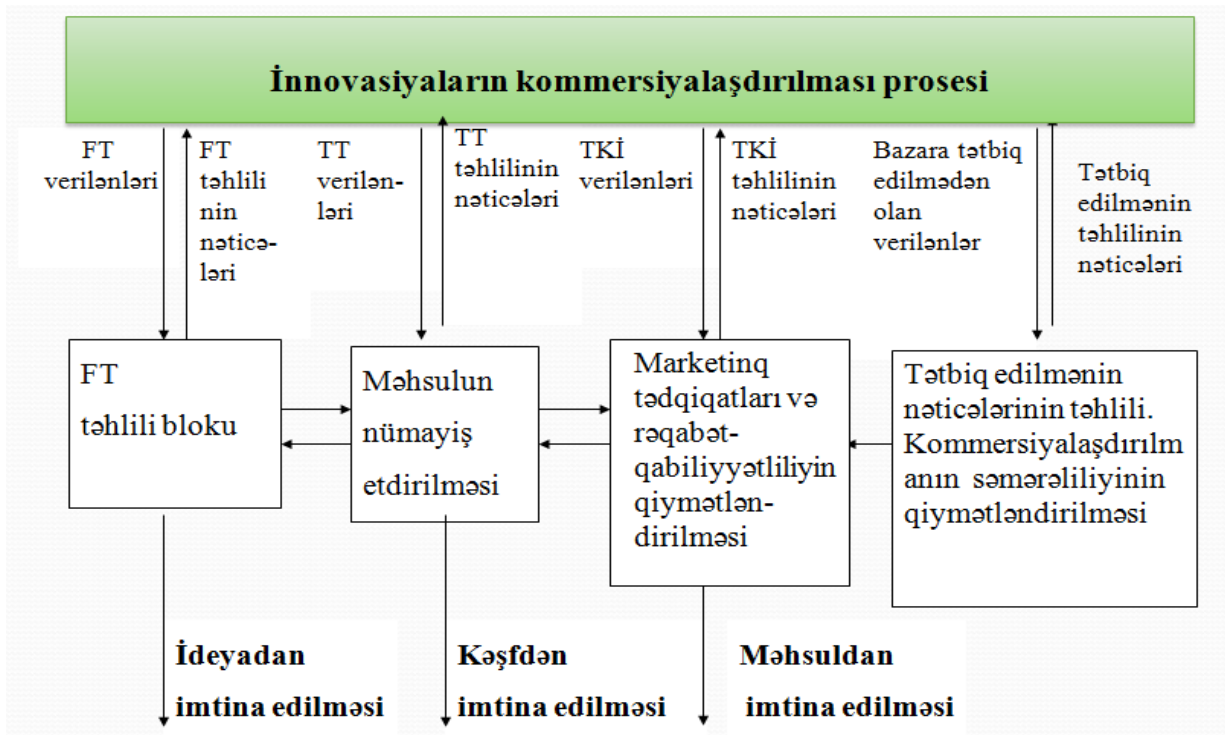 İnnovasiyaların kommersiyalaşdırılması prosesi
FT
verilənləri
FT
təhlili
nin
nəticə-
ləri
TT
verilən-
ləri
TT
təhlilinin
nəticələri
TKİ
verilənləri
TKİ
təhlilinin
nəticələri
Bazara tətbiq
edilmədən
olan
verilənlər
Tətbiq
edilmənin
təhlilinin
nəticələri
FT
təhlili bloku
Məhsulun
nümayiş
etdirilməsi
Marketinq
tədqiqatları və
rəqabət-
qabiliyyətliliyin
qiymətlən-
dirilməsi
Tətbiq edilmənin
nəticələrinin təhlili.
Kommersiyalaşdırılm
anın səmərəliliyinin
qiymətləndirilməsi
İdeyadan
imtina edilməsi
Kəşfdən
imtina edilməsi
Məhsuldan
imtina edilməsi